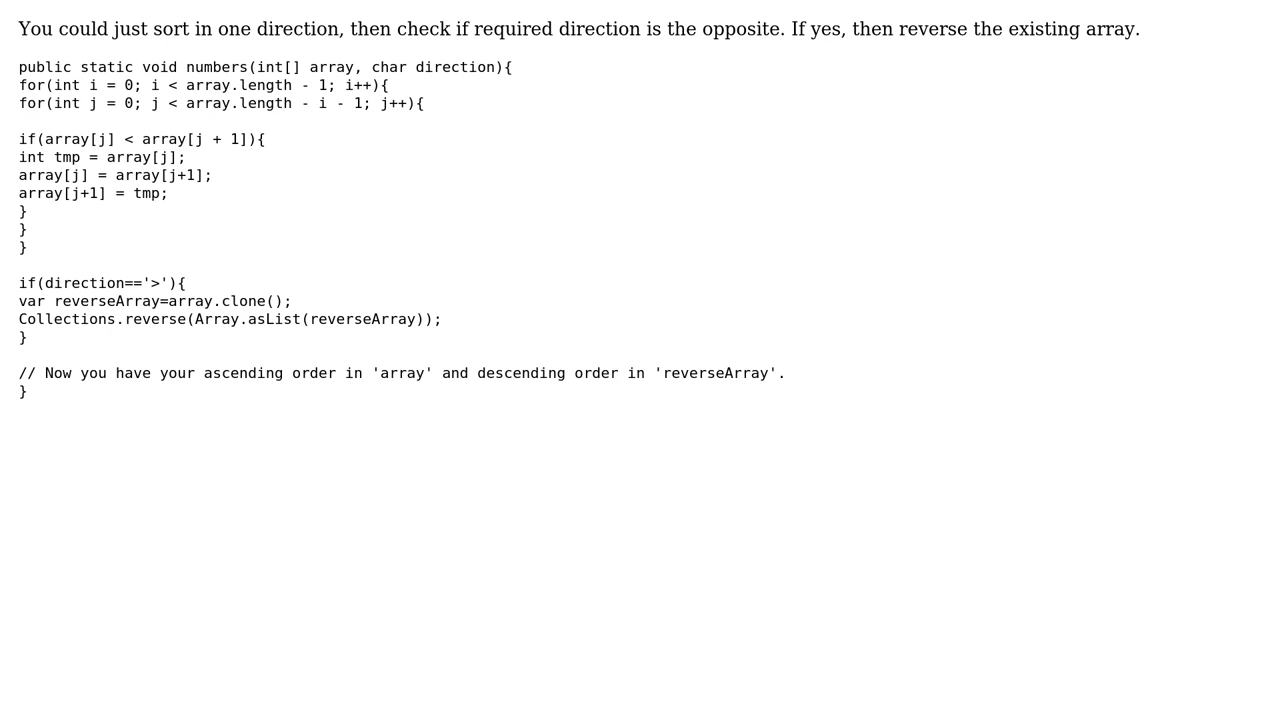 You could just sort in one direction, then check if required direction is the opposite. If yes, then reverse the existing array.
public static void numbers(int[] array, char direction){
for(int i = 0; i < array.length - 1; i++){
for(int j = 0; j < array.length - i - 1; j++){
if(array[j] < array[j + 1]){
int tmp = array[j];
array[j] = array[j+1];
array[j+1] = tmp;
}
}
}
if(direction=='>'){
var reverseArray=array.clone();
Collections.reverse(Array.asList(reverseArray));
}
// Now you have your ascending order in 'array' and descending order in 'reverseArray'.
}